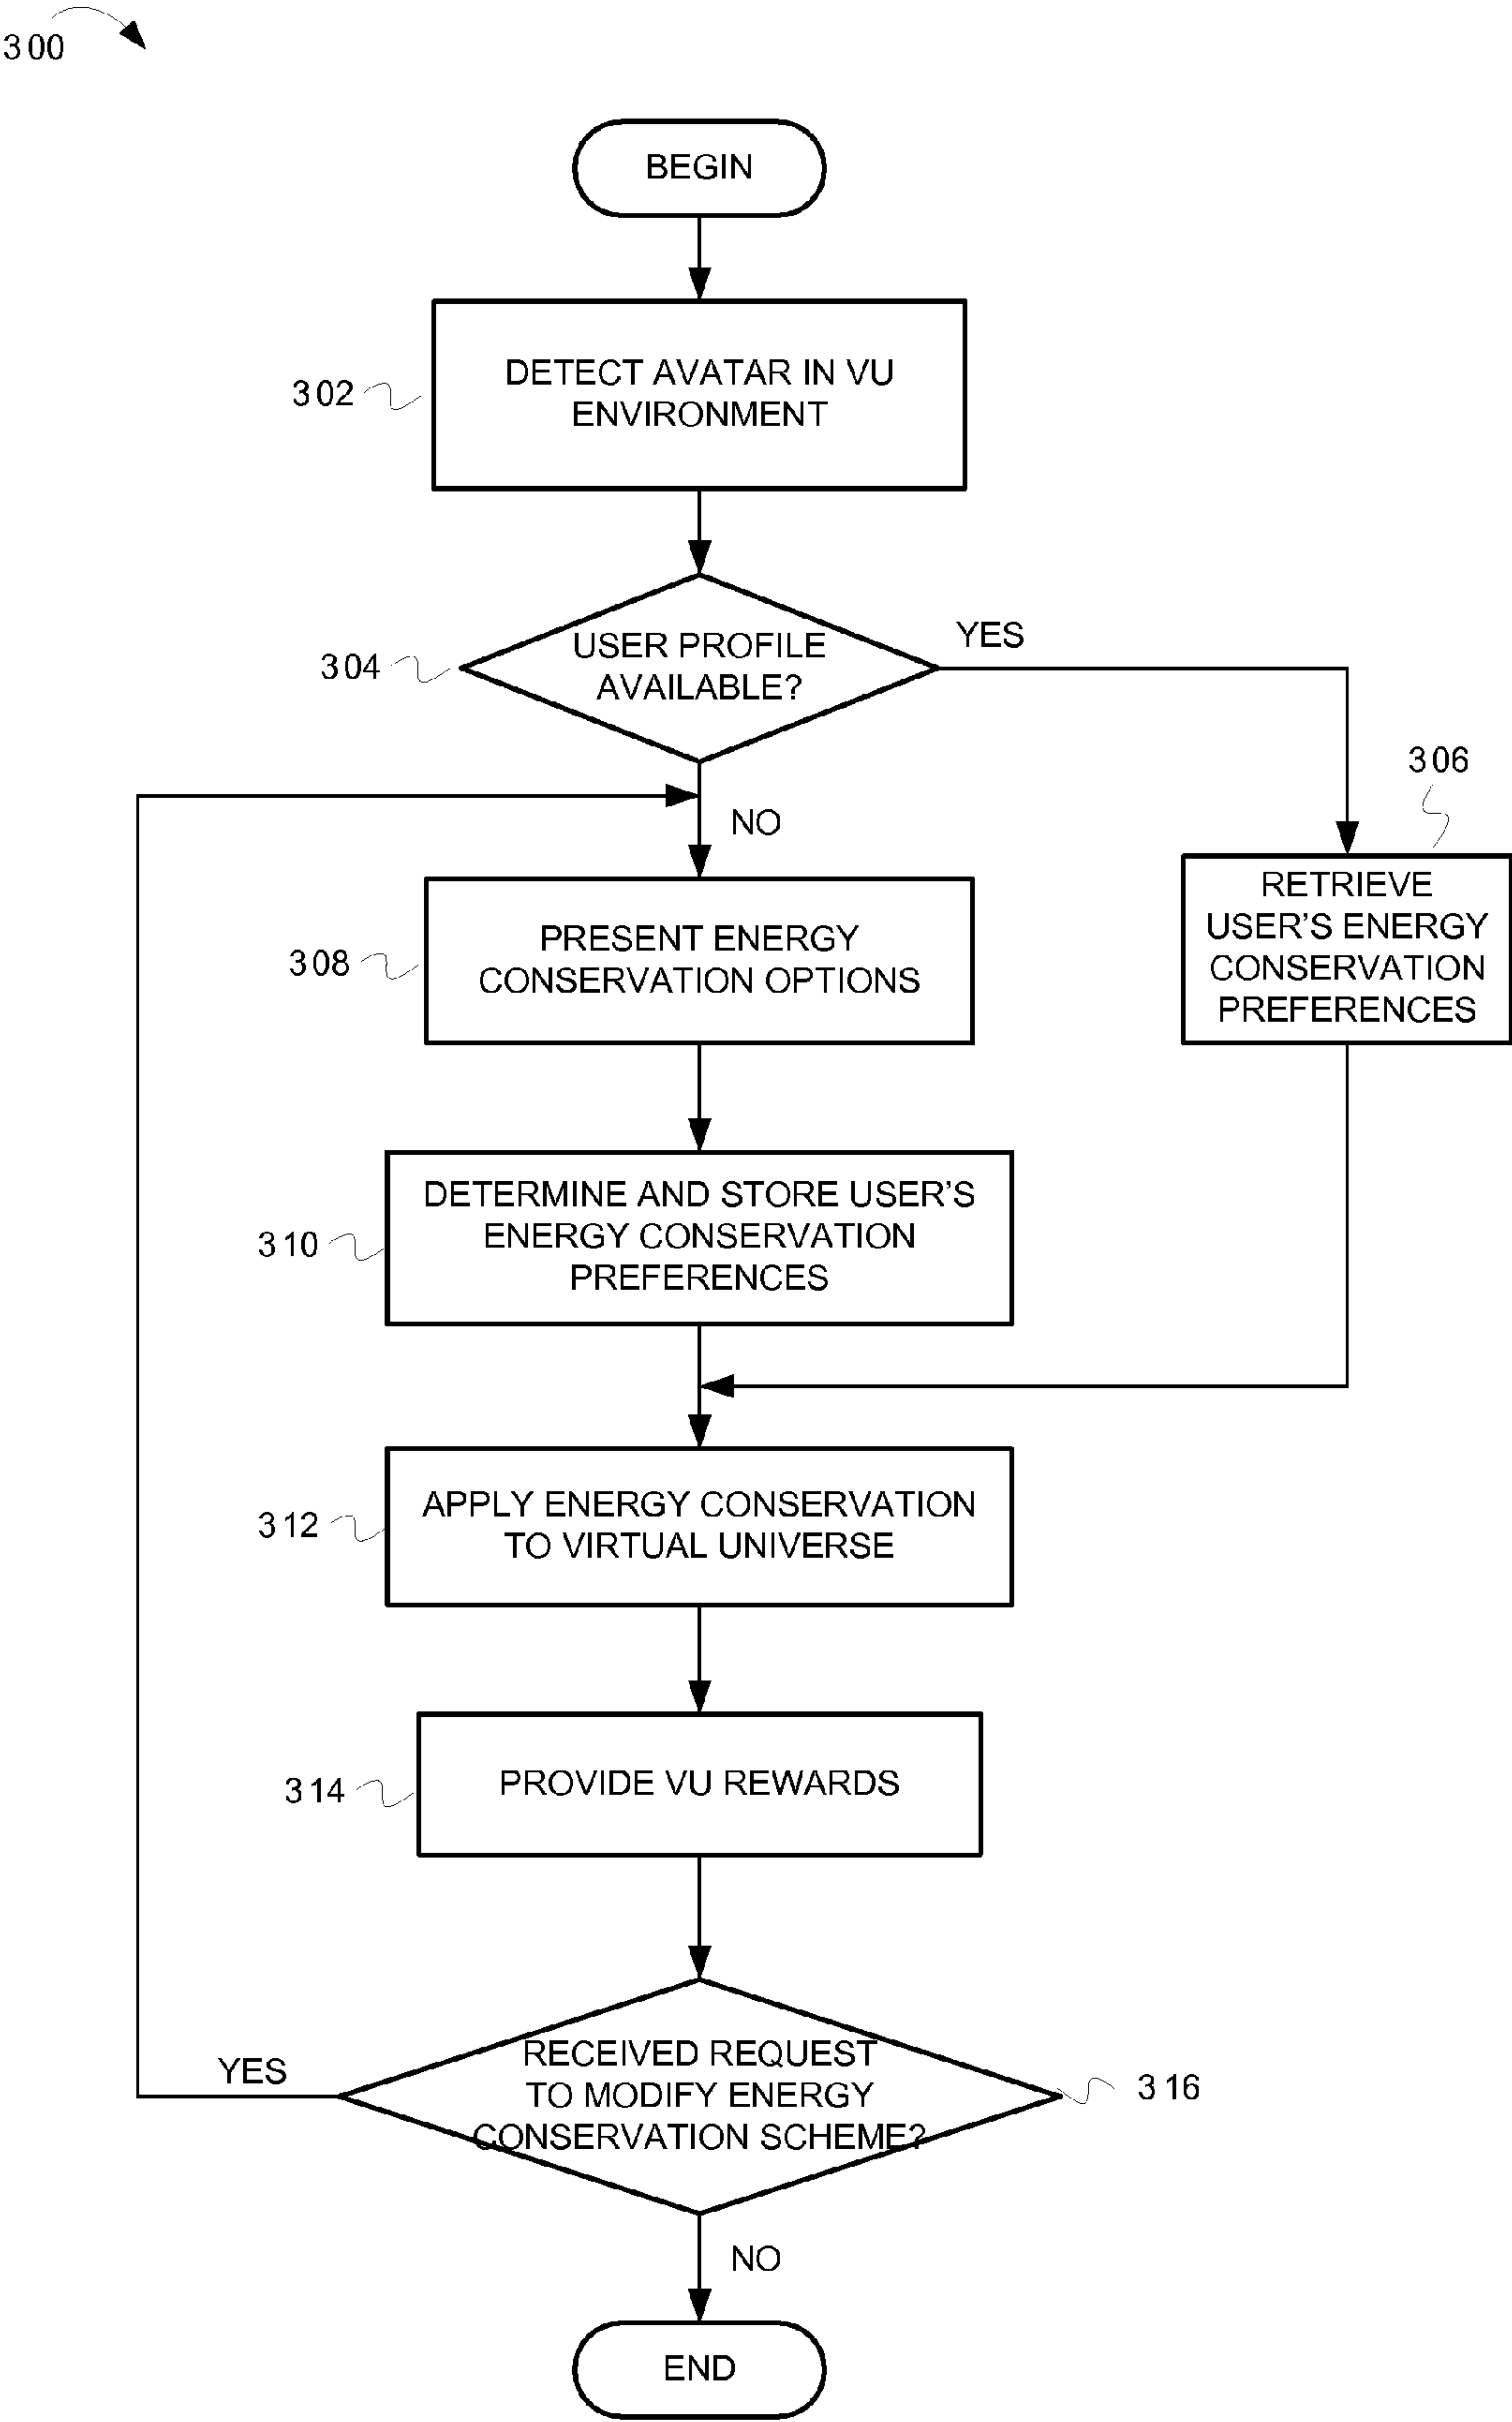 300
BEGIN
302
DETECT AVATAR IN VU
ENVIRONMENT
304
USER PROFILE
AVAILABLE?
YES
306
RETRIEVE
USER'S ENERGY
CONSERVATION
PREFERENCES
NO
308
PRESENT ENERGY
CONSERVATION OPTIONS
310
DETERMINE AND STORE USER'S
ENERGY CONSERVATION
PREFERENCES
312
APPLY ENERGY CONSERVATION
TO VIRTUAL UNIVERSE
314
PROVIDE VU REWARDS
YES
RECEIVED REQUEST
TO MODIFY ENERGY
CONSERVATION SCHEME?
316
NO
END